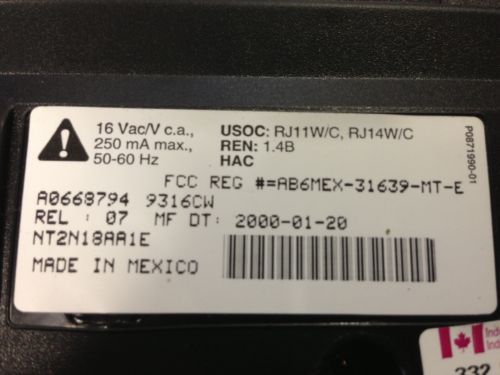 16 Vac/V c.a.,
250 mA max.,
50-60 Hz
USOC: RJ11W/C, RJ14W/C
REN: 1.4B
HAC
P0871990-01
FCC REG #=AB6MEX-31639-MT-E
A0668794 9316CW
REL : 07 MF DT: 2000-01-20
NT2N18AA1E
MADE IN MEXICO
232